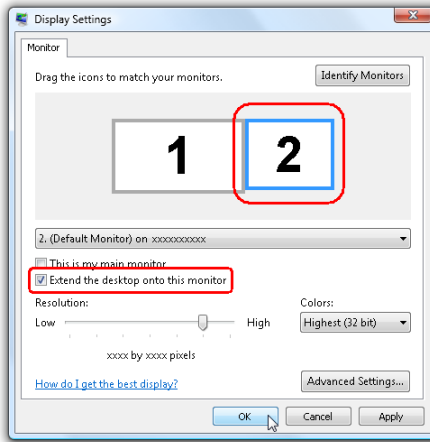 Display Settings
Monitor
Drag the icons to match your monitors.
Identify Monitors
1
2
2. (Default Monitor) on xxxxxxxxxx
This is my main monitor
Extend the desktop onto this monitor
Resolution:
Colors:
Low
High
Highest (32 bit)
xxxx by xxxx pixels
How do I get the best display?
Advanced Settings...
OK
Cancel
Apply